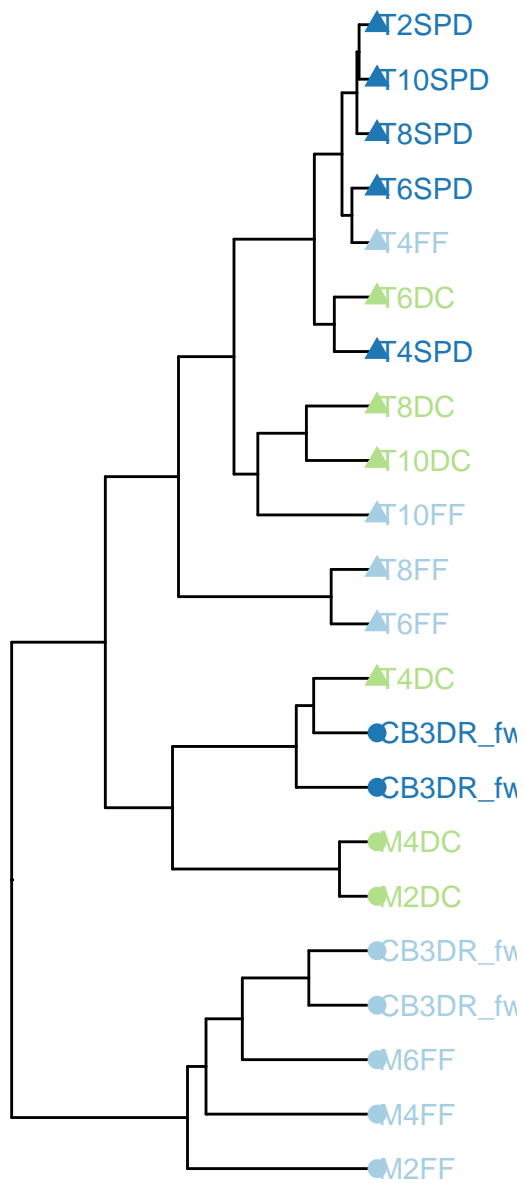 T2SPD
T10SPD
T8SPD
T6SPD
T4FF
T6DC
T4SPD
T8DC
T10DC
T10FF
T8FF
T6FF
T4DC
CB3DR_fw
CB3DR_fw
M4DC
M2DC
CB3DR_fw
CB3DR_fw
M6FF
M4FF
M2FF